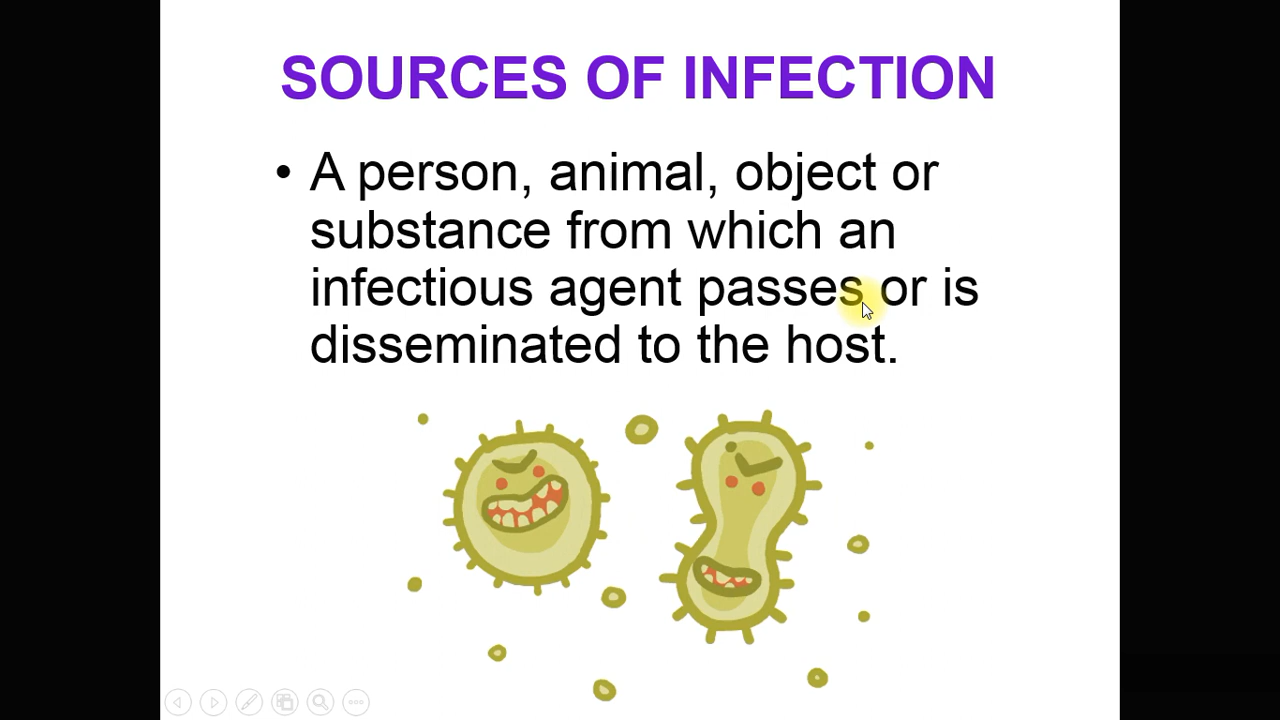 SOURCES OF INFECTION
• A person, animal, object or
substance from which an
infectious agent passes or is
disseminated to the host.